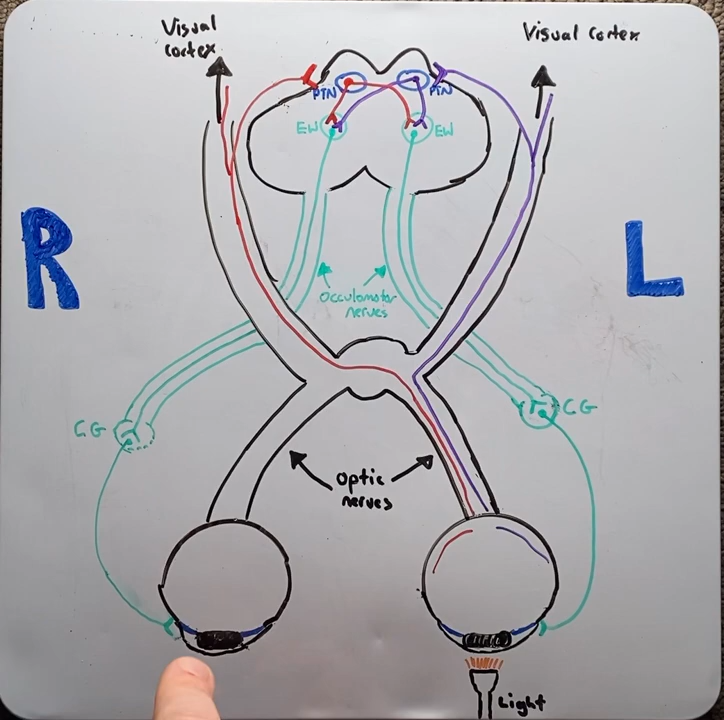 Visual
cortex
Visual Cortex
PTN
PTN
EW
EW
R
L
Occulomotor
nerves
CG
CG
Optic
nerves
Light